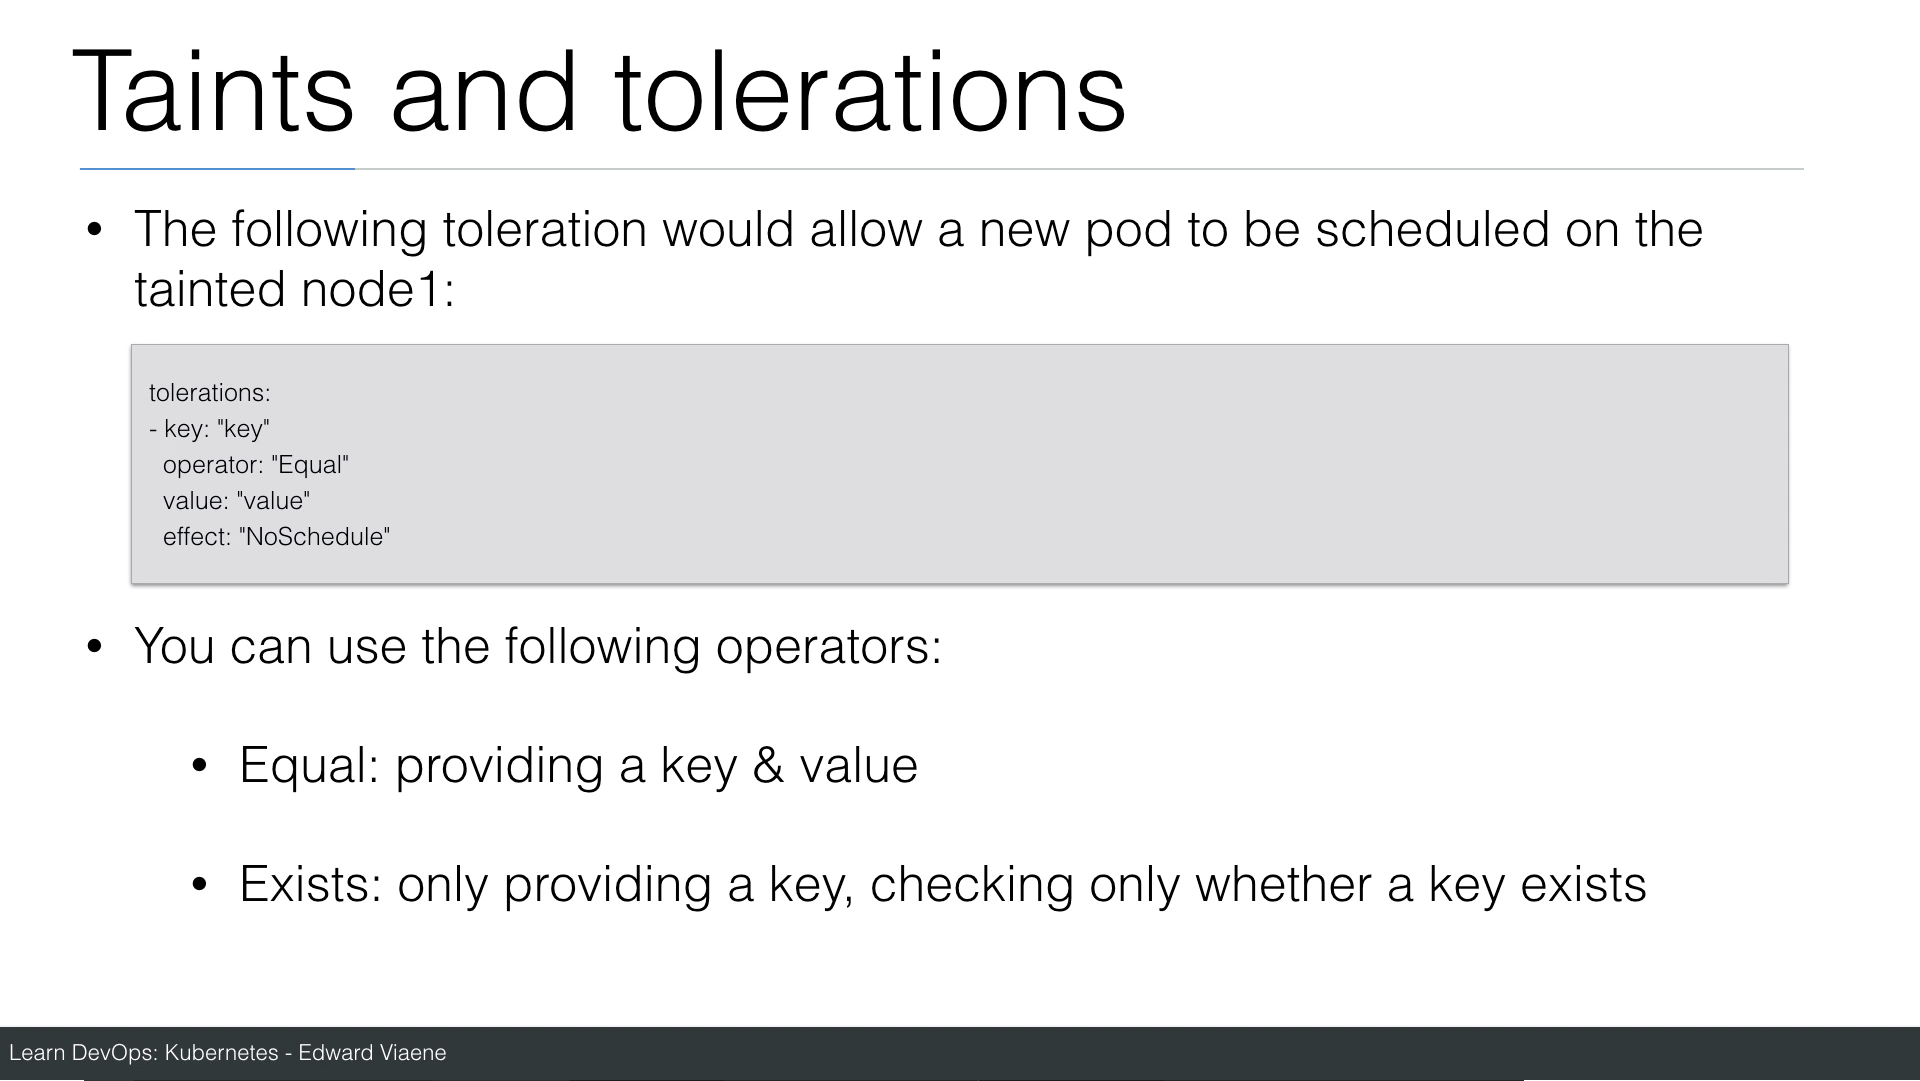 Taints and tolerations
• The following toleration would allow a new pod to be scheduled on the
tainted node1:
tolerations:
- key: "key"
  operator: "Equal"
  value: "value"
  effect: "NoSchedule"
• You can use the following operators:
• Equal: providing a key & value
• Exists: only providing a key, checking only whether a key exists
Learn DevOps: Kubernetes - Edward Viaene